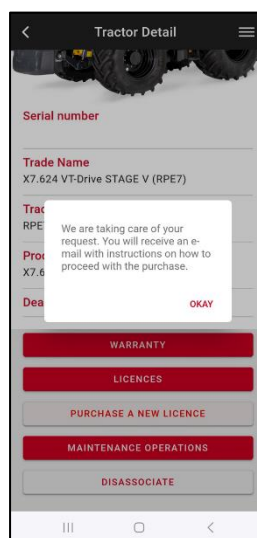 Tractor Detail
Serial number
Trade Name
X7.624 VT-Drive STAGE V (RPE7)
Trac
RPE
We are taking care of your
request. You will receive an e-
mail with instructions on how to
proceed with the purchase.
Prod
X7.6
OKAY
Dea
WARRANTY
LICENCES
PURCHASE A NEW LICENCE
MAINTENANCE OPERATIONS
DISASSOCIATE